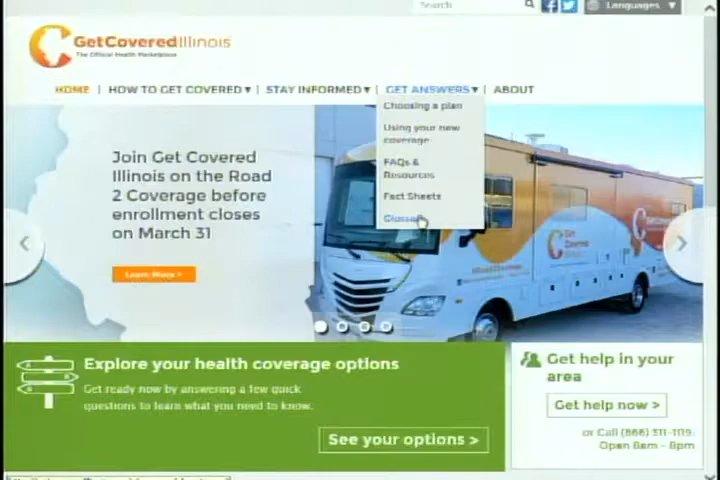 Search
Languages
GetCoveredIllinois
The Official Health Marketplace
HOME | HOW TO GET COVERED | STAY INFORMED | GET ANSWERS | ABOUT
Choosing a plan
Using your new
coverage
FAQs &
Resources
Fact Sheets
Glossary
Join Get Covered
Illinois on the Road
2 Coverage before
enrollment closes
on March 31
Learn More >
Get
Covered
GetCovered
Explore your health coverage options
Get ready now by answering a few quick
questions to learn what you need to know.
See your options >
Get help in your
area
Get help now >
or Call (866) 311-1119.
Open 8am - 8pm